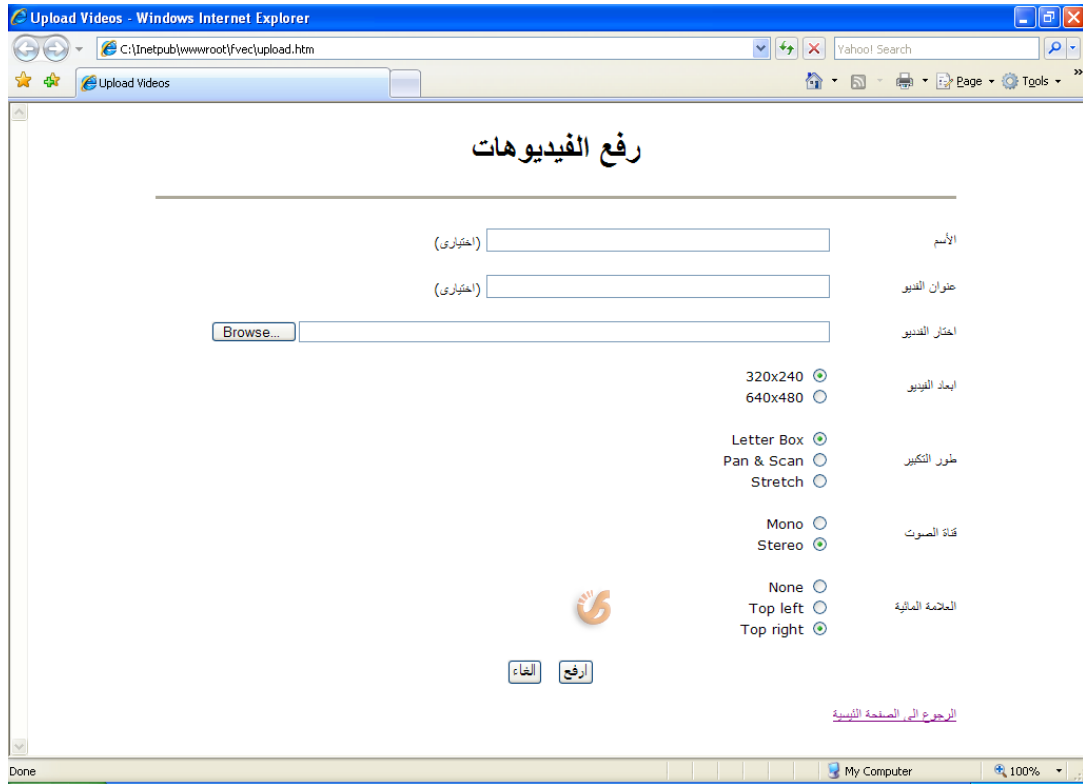 Upload Videos - Windows Internet Explorer
C:\Inetpub\wwwroot\fvec\upload.htm
Yahoo! Search
Upload Videos
Page
Tools
رفع الفيديوهات
الأسم
(اختيارى)
عنوان الفديو
(اختيارى)
اختار الفديو
Browse...
ابعاد الفيديو
320x240
640x480
طور التكبير
Letter Box
Pan & Scan
Stretch
قناة الصوت
Mono
Stereo
العلامة المائية
None
Top left
Top right
ارفع
الغاء
الرجوع الى الصفحة الئيسية
Done
My Computer
100%